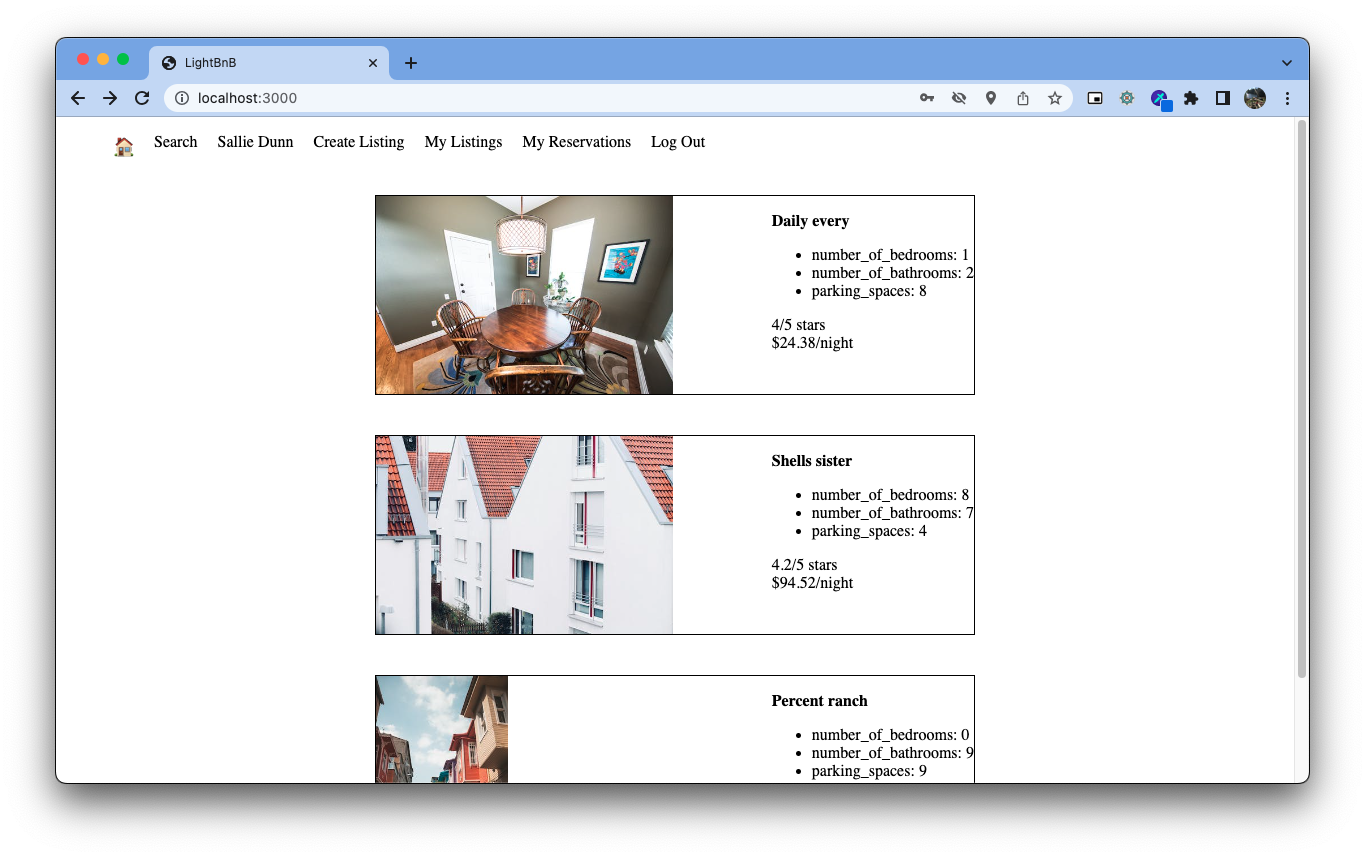 LightBnB
localhost:3000
Search Sallie Dunn Create Listing My Listings My Reservations Log Out
Daily every
number_of_bedrooms: 1
number_of_bathrooms: 2
parking_spaces: 8
4/5 stars
$24.38/night
Shells sister
number_of_bedrooms: 8
number_of_bathrooms: 7
parking_spaces: 4
4.2/5 stars
$94.52/night
Percent ranch
number_of_bedrooms: 0
number_of_bathrooms: 9
parking_spaces: 9